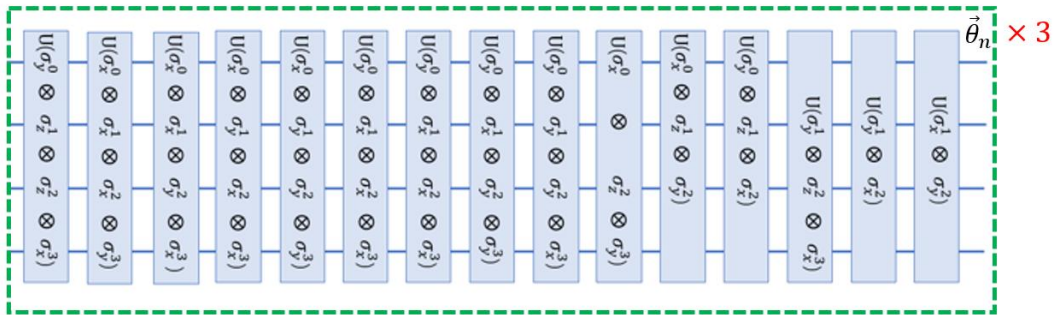 U(σ_y^0 ⊗ σ_z^1 ⊗ σ_z^2 ⊗ σ_x^3)
U(σ_x^0 ⊗ σ_x^1 ⊗ σ_x^2 ⊗ σ_y^3)
U(σ_x^0 ⊗ σ_x^1 ⊗ σ_y^2 ⊗ σ_x^3)
U(σ_x^0 ⊗ σ_y^1 ⊗ σ_x^2 ⊗ σ_x^3)
U(σ_x^0 ⊗ σ_y^1 ⊗ σ_y^2 ⊗ σ_y^3)
U(σ_x^0 ⊗ σ_x^1 ⊗ σ_x^2 ⊗ σ_y^3)
U(σ_y^0 ⊗ σ_x^1 ⊗ σ_x^2 ⊗ σ_x^3)
U(σ_y^0 ⊗ σ_x^1 ⊗ σ_y^2 ⊗ σ_y^3)
U(σ_y^0 ⊗ σ_y^1 ⊗ σ_y^2 ⊗ σ_x^3)
U(σ_x^0 ⊗ σ_z^2 ⊗ σ_y^3)
U(σ_x^0 ⊗ σ_z^1 ⊗ σ_y^2)
U(σ_y^0 ⊗ σ_z^1 ⊗ σ_x^2)
U(σ_y^1 ⊗ σ_z^2 ⊗ σ_x^3)
U(σ_y^1 ⊗ σ_x^2)
U(σ_x^1 ⊗ σ_y^2)
θ⃗_n × 3